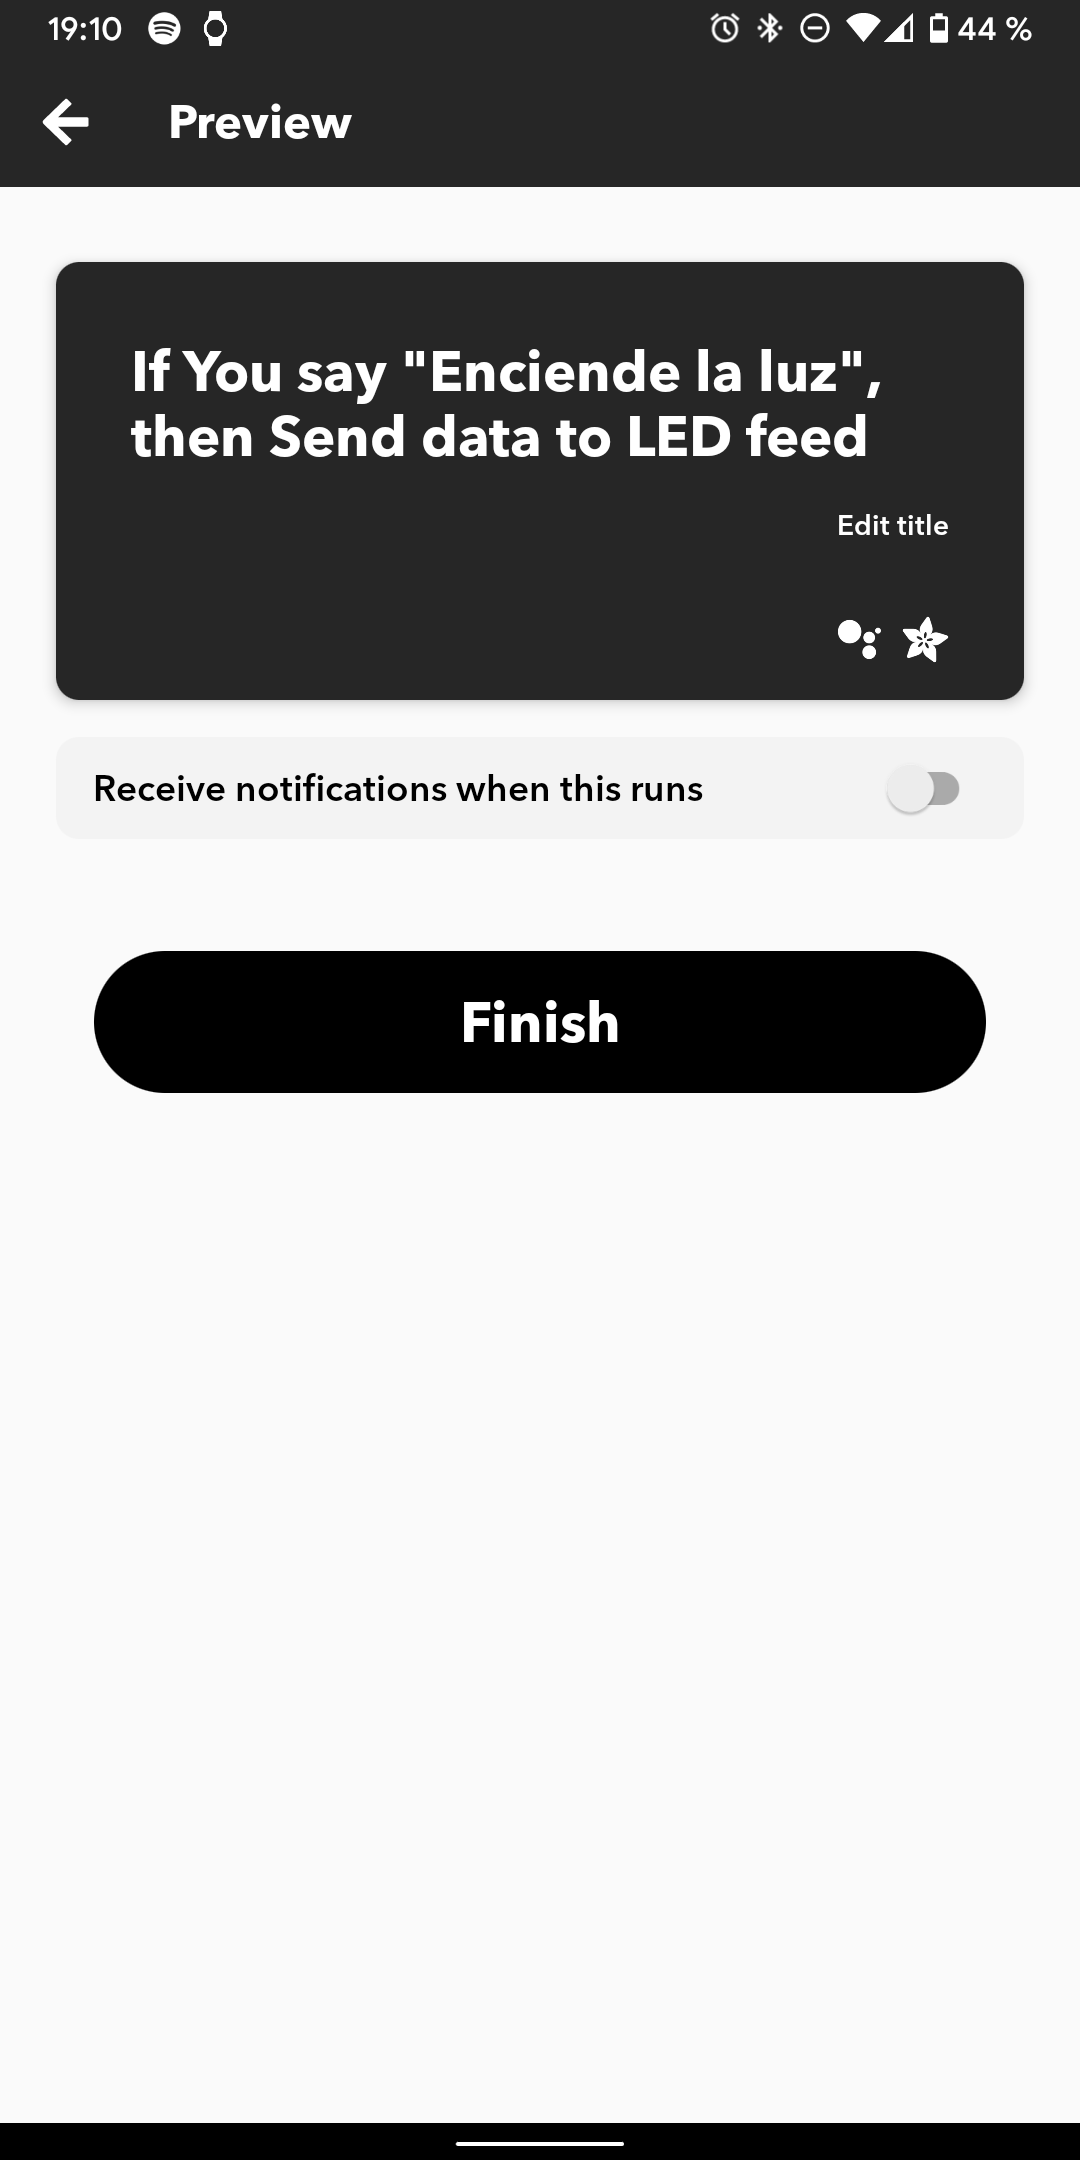 19:10
44 %
Preview
If You say "Enciende la luz",
then Send data to LED feed
Edit title
Receive notifications when this runs
Finish